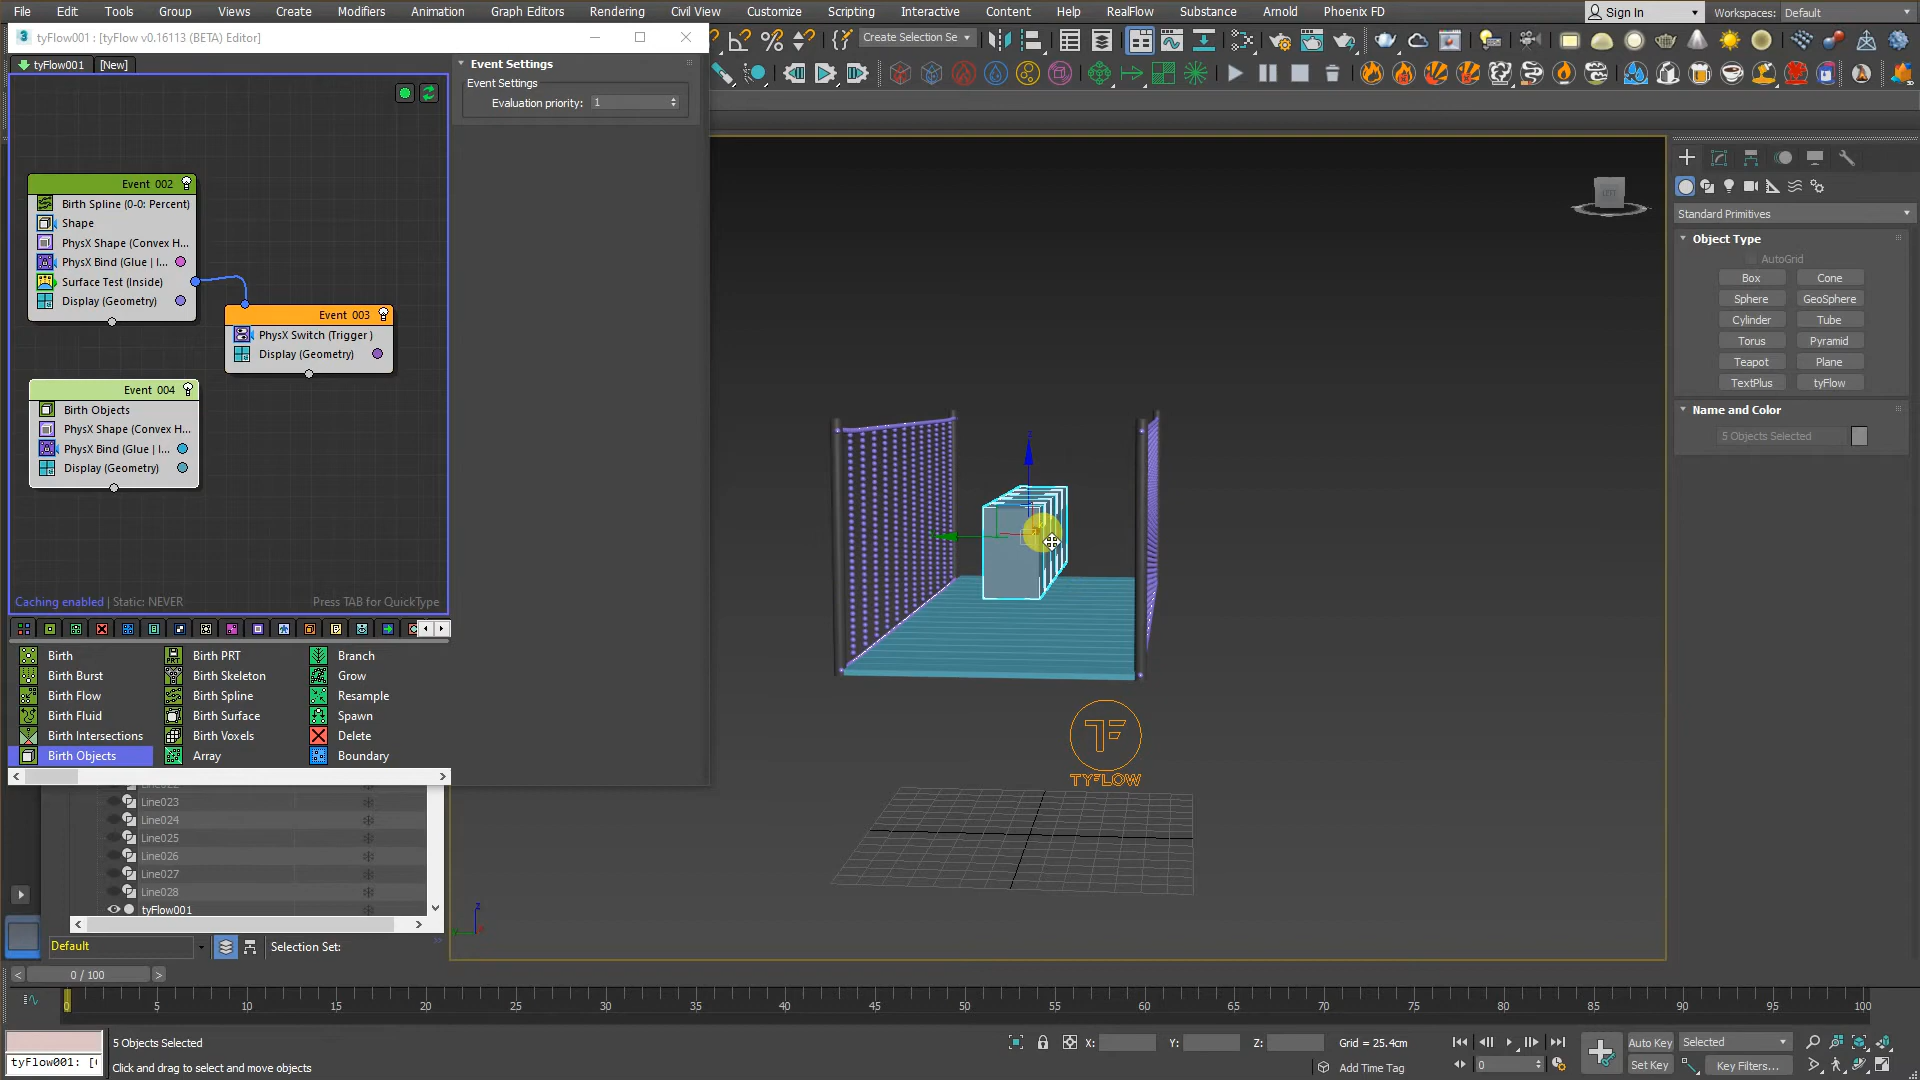 File Edit Tools Group Views Create Modifiers Animation Graph Editors Rendering Civil View Customize Scripting Interactive Content Help RealFlow Substance Arnold Phoenix FD Sign In Workspaces: Default
tyFlow001 : [tyFlow v0.16113 (BETA) Editor]
Create Selection Se
tyFlow001 [New]
Event Settings
Event Settings
Evaluation priority: 1
Event 002
Birth Spline (0-0: Percent)
Shape
PhysX Shape (Convex H...
PhysX Bind (Glue | I...
Surface Test (Inside)
Display (Geometry)
Event 003
PhysX Switch (Trigger )
Display (Geometry)
Event 004
Birth Objects
PhysX Shape (Convex H...
PhysX Bind (Glue | I...
Display (Geometry)
Caching enabled | Static: NEVER
Press TAB for QuickType
Birth Birth PRT Branch
Birth Burst Birth Skeleton Grow
Birth Flow Birth Spline Resample
Birth Fluid Birth Surface Spawn
Birth Intersections Birth Voxels Delete
Birth Objects Array Boundary
Line023
Line024
Line025
Line026
Line027
Line028
tyFlow001
Default
Selection Set:
LEFT
z
TYFLOW
z
Standard Primitives
Object Type
AutoGrid
Box Cone
Sphere GeoSphere
Cylinder Tube
Torus Pyramid
Teapot Plane
TextPlus tyFlow
Name and Color
5 Objects Selected
0 / 100
0 5 10 15 20 25 30 35 40 45 50 55 60 65 70 75 80 85 90 95 100
5 Objects Selected
X: Y: Z: Grid = 25.4cm
Auto Key Selected
tyFlow001: [(
Click and drag to select and move objects
Add Time Tag
0
Set Key Key Filters...